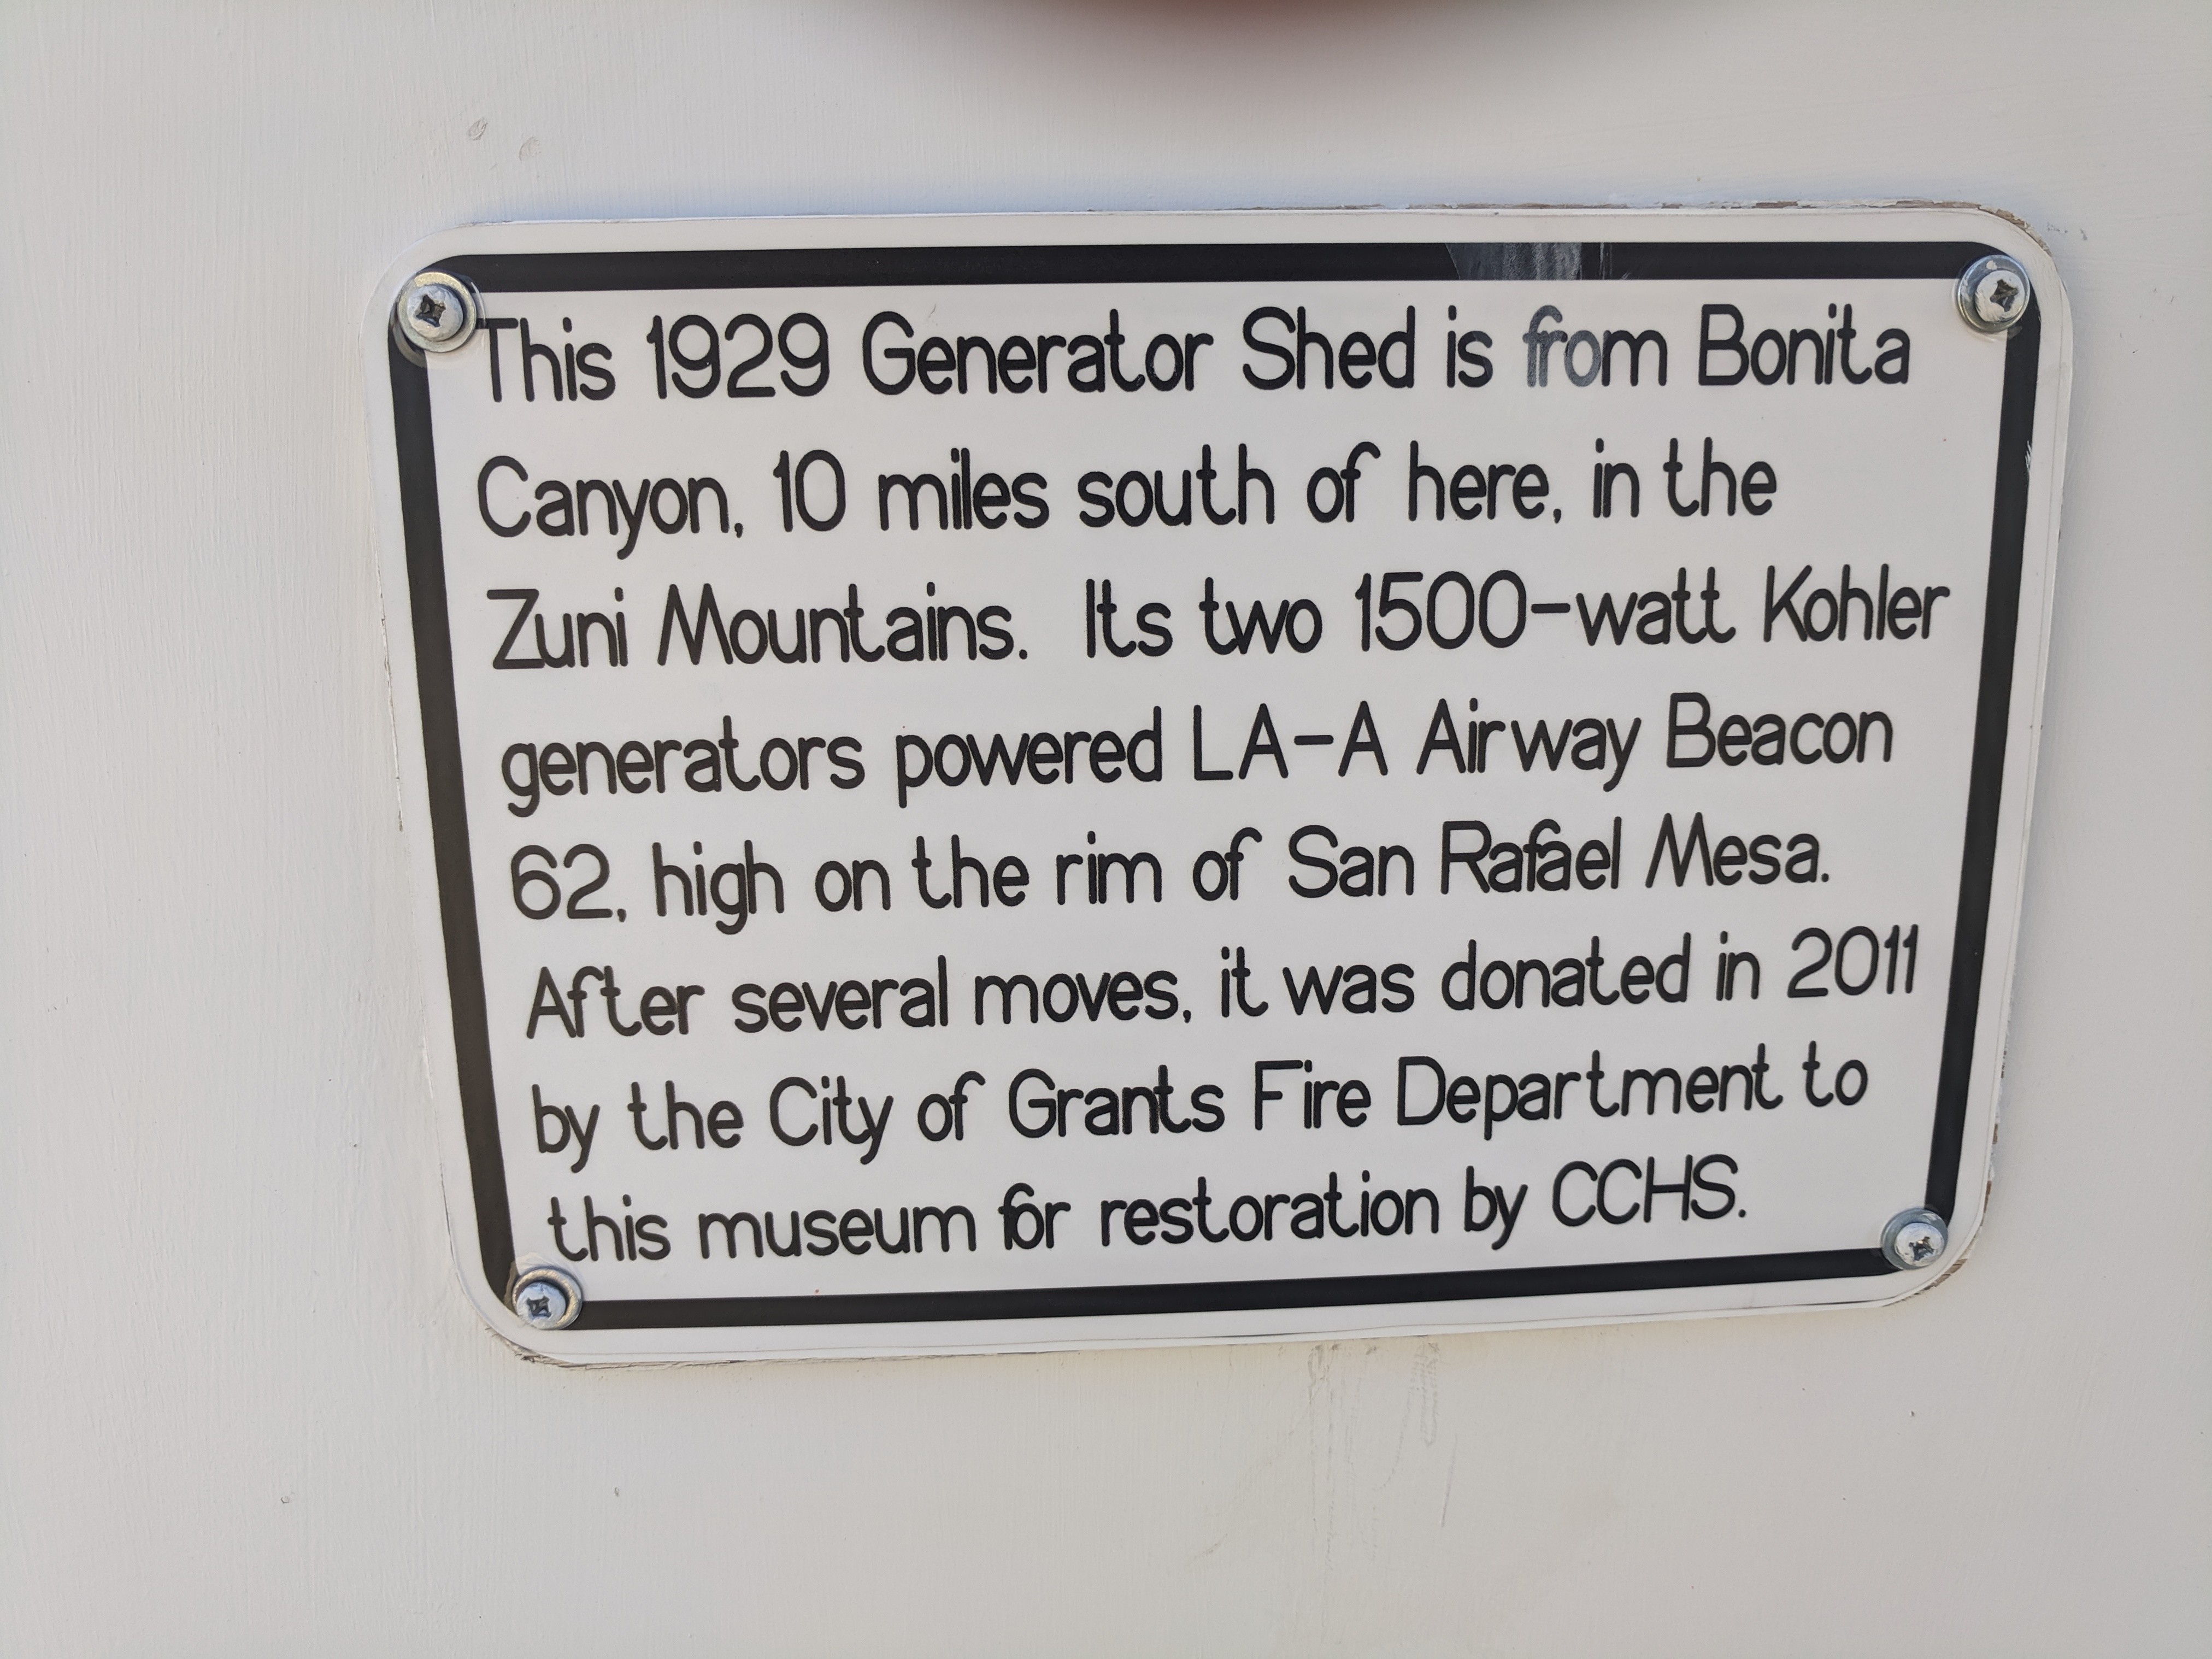 This 1929 Generator Shed is from Bonita
Canyon, 10 miles south of here, in the
Zuni Mountains. Its two 1500-watt Kohler
generators powered LA-A Airway Beacon
62, high on the rim of San Rafael Mesa.
After several moves, it was donated in 2011
by the City of Grants Fire Department to
this museum for restoration by CCHS.